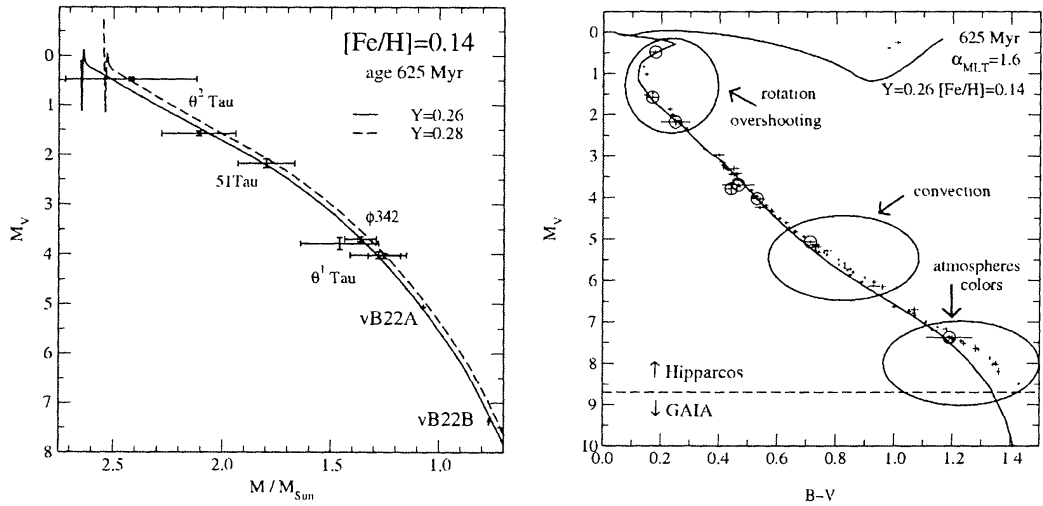 [Fe/H]=0.14
age 625 Myr
Y=0.26
Y=0.28
θ² Tau
51Tau
φ342
θ¹ Tau
vB22A
vB22B
0
1
2
3
4
5
6
7
8
M_V
2.5
2.0
1.5
1.0
M / M_Sun
625 Myr
α_MLT=1.6
Y=0.26 [Fe/H]=0.14
rotation
overshooting
convection
atmospheres
colors
↑ Hipparcos
↓ GAIA
0
1
2
3
4
5
6
7
8
9
10
M_V
0.0 0.2 0.4 0.6 0.8 1.0 1.2 1.4
B-V